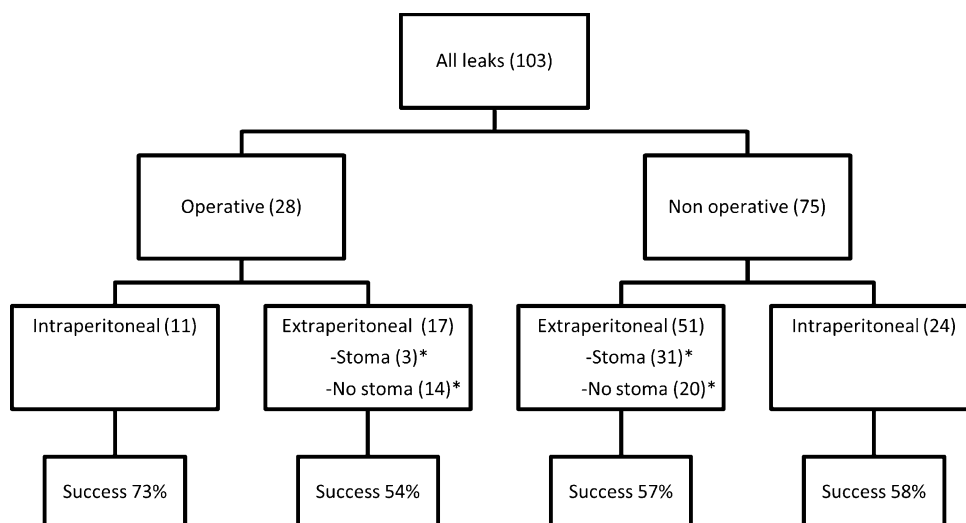 All leaks (103)
Operative (28)
Non operative (75)
Intraperitoneal (11)
Extraperitoneal (17)
-Stoma (3)*
-No stoma (14)*
Extraperitoneal (51)
-Stoma (31)*
-No stoma (20)*
Intraperitoneal (24)
Success 73%
Success 54%
Success 57%
Success 58%